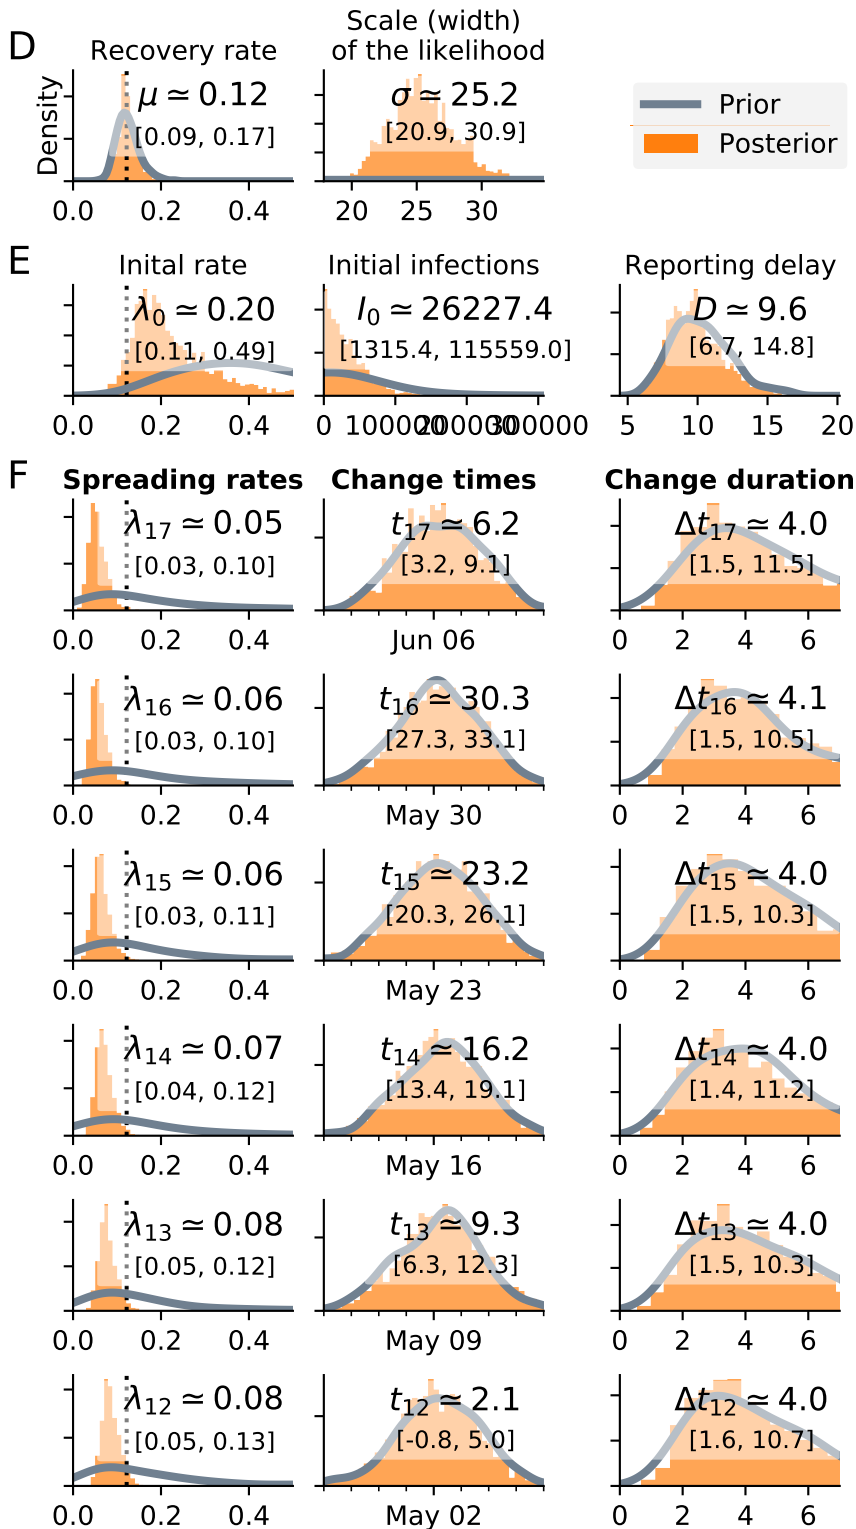 D
Recovery rate
Scale (width)
of the likelihood
Density
μ ≃ 0.12
[0.09, 0.17]
0.0 0.2 0.4
σ ≃ 25.2
[20.9, 30.9]
20 25 30
Prior
Posterior
E
Inital rate
λ0 ≃ 0.20
[0.11, 0.49]
0.0 0.2 0.4
Initial infections
I0 ≃ 26227.4
[1315.4, 115559.0]
0 100000 200000 300000
Reporting delay
D ≃ 9.6
[6.7, 14.8]
5 10 15 20
F
Spreading rates
Change times
Change duration
λ17 ≃ 0.05
[0.03, 0.10]
0.0 0.2 0.4
t17 ≃ 6.2
[3.2, 9.1]
Jun 06
Δt17 ≃ 4.0
[1.5, 11.5]
0 2 4 6
λ16 ≃ 0.06
[0.03, 0.10]
0.0 0.2 0.4
t16 ≃ 30.3
[27.3, 33.1]
May 30
Δt16 ≃ 4.1
[1.5, 10.5]
0 2 4 6
λ15 ≃ 0.06
[0.03, 0.11]
0.0 0.2 0.4
t15 ≃ 23.2
[20.3, 26.1]
May 23
Δt15 ≃ 4.0
[1.5, 10.3]
0 2 4 6
λ14 ≃ 0.07
[0.04, 0.12]
0.0 0.2 0.4
t14 ≃ 16.2
[13.4, 19.1]
May 16
Δt14 ≃ 4.0
[1.4, 11.2]
0 2 4 6
λ13 ≃ 0.08
[0.05, 0.12]
0.0 0.2 0.4
t13 ≃ 9.3
[6.3, 12.3]
May 09
Δt13 ≃ 4.0
[1.5, 10.3]
0 2 4 6
λ12 ≃ 0.08
[0.05, 0.13]
0.0 0.2 0.4
t12 ≃ 2.1
[-0.8, 5.0]
May 02
Δt12 ≃ 4.0
[1.6, 10.7]
0 2 4 6